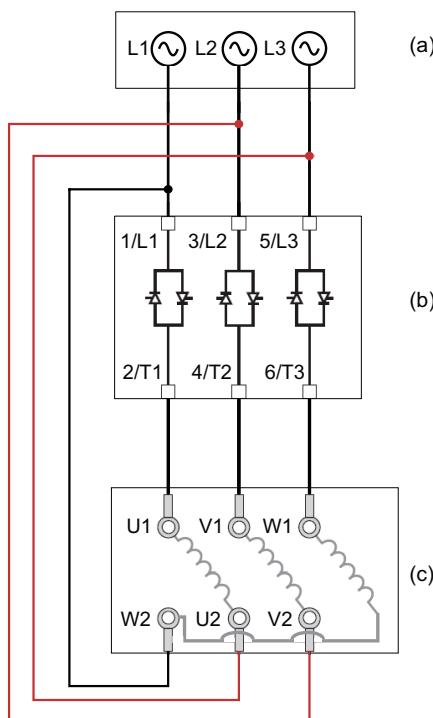 L1 L2 L3 (a)
1/L1 3/L2 5/L3
(b)
2/T1 4/T2 6/T3
U1 V1 W1
(c)
W2 U2 V2